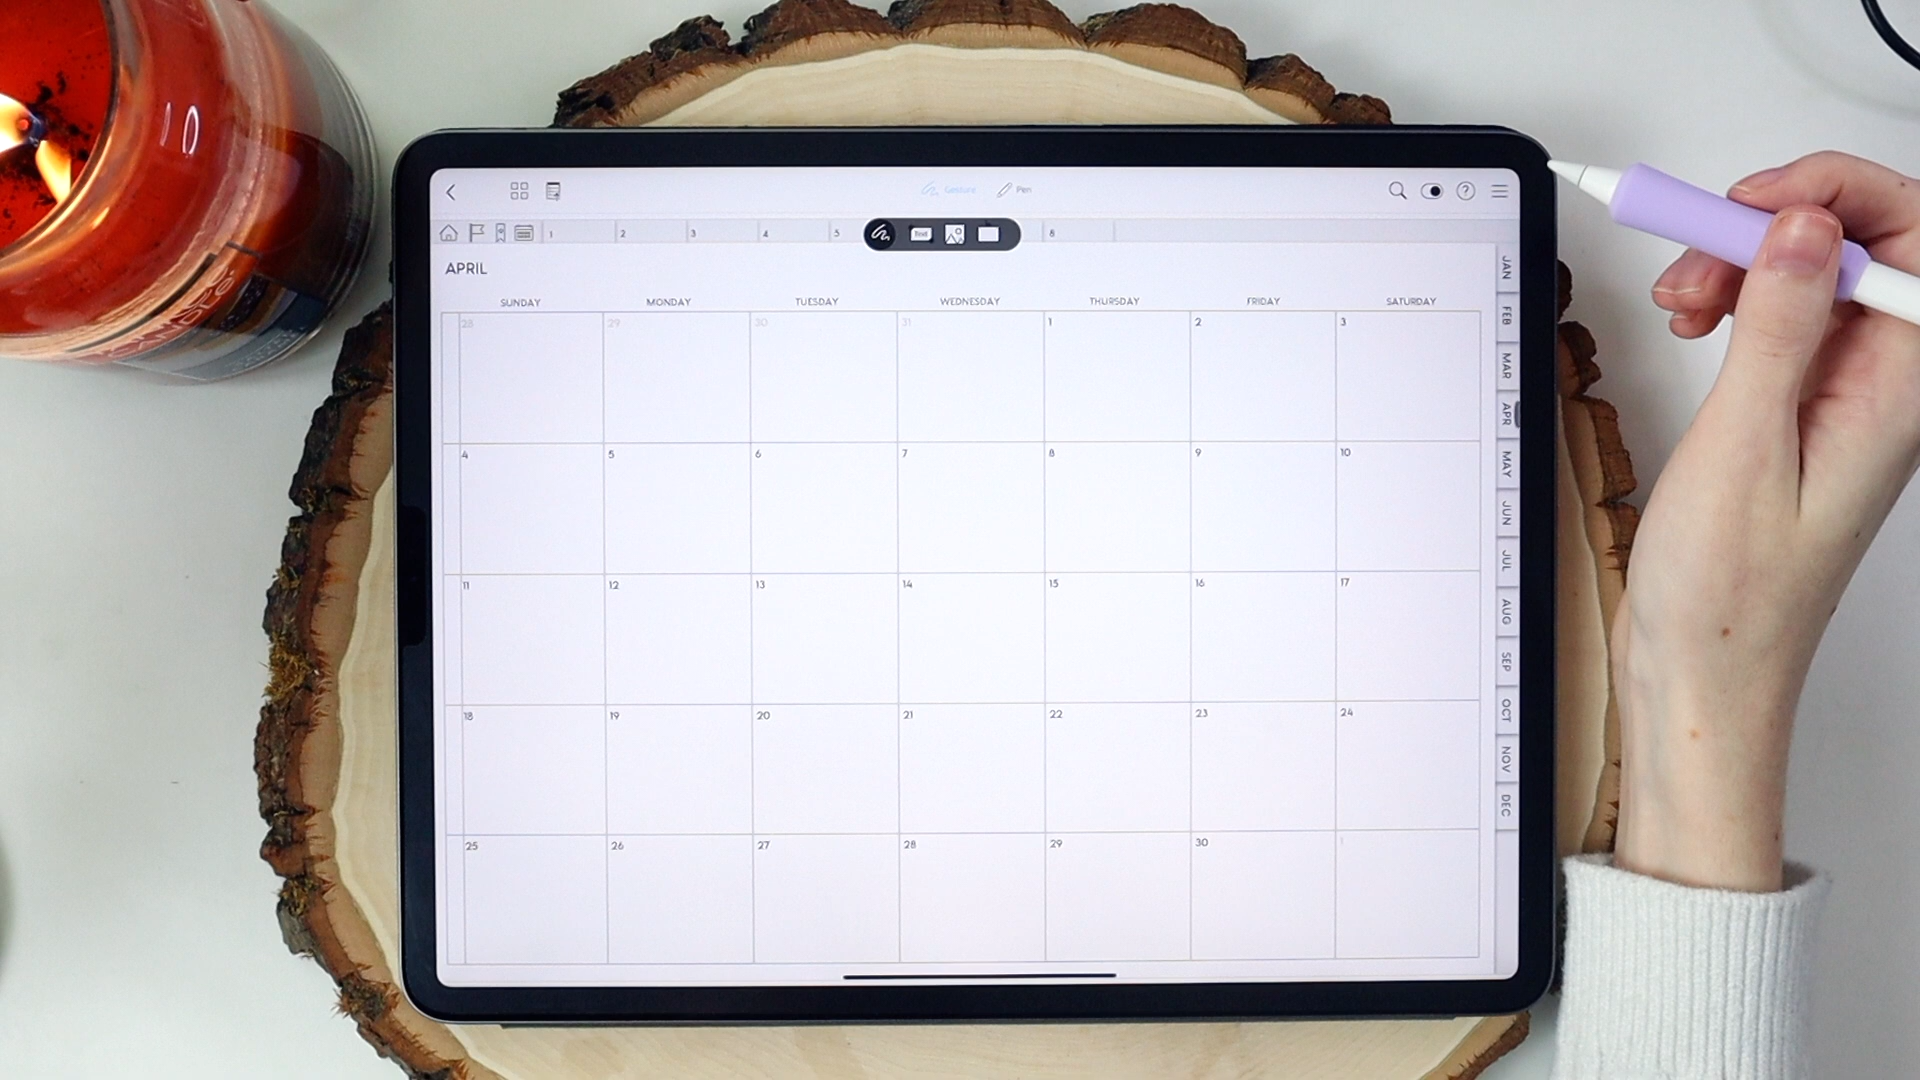 Gesture Pen
1 2 3 4 5 Text 8
APRIL
SUNDAY MONDAY TUESDAY WEDNESDAY THURSDAY FRIDAY SATURDAY
28 29 30 31 1 2 3
4 5 6 7 8 9 10
11 12 13 14 15 16 17
18 19 20 21 22 23 24
25 26 27 28 29 30 1
JAN
FEB
MAR
APR
MAY
JUN
JUL
AUG
SEP
OCT
NOV
DEC